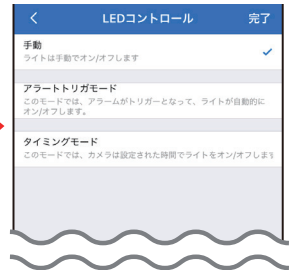 LEDコントロール 完了
手動
ライトは手動でオン/オフします
アラートトリガモード
このモードでは、アラームがトリガーとなって、ライトが自動的に
オン/オフします。
タイミングモード
このモードでは、カメラは設定された時間でライトをオン/オフします